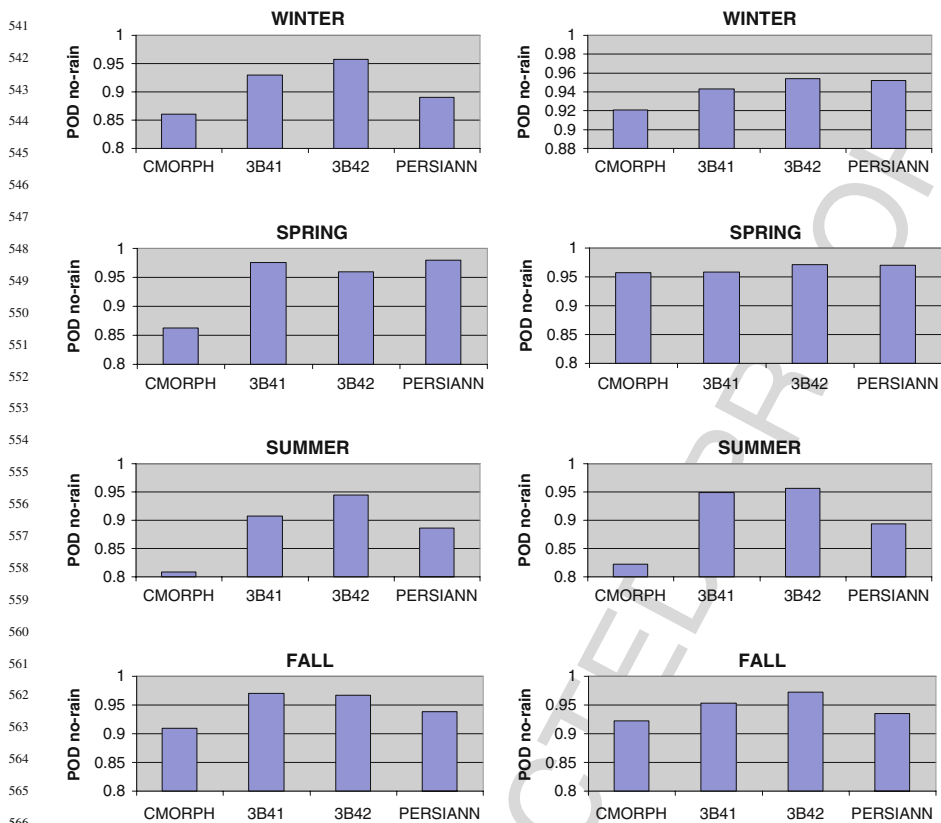 541
542
543
544
545
546
547
548
549
550
551
552
553
554
555
556
557
558
559
560
561
562
563
564
565
566
WINTER
POD no-rain
1
0.95
0.9
0.85
0.8
CMORPH 3B41 3B42 PERSIANN
WINTER
POD no-rain
1
0.98
0.96
0.94
0.92
0.9
0.88
CMORPH 3B41 3B42 PERSIANN
SPRING
POD no-rain
1
0.95
0.9
0.85
0.8
CMORPH 3B41 3B42 PERSIANN
SPRING
POD no-rain
1
0.95
0.9
0.85
0.8
CMORPH 3B41 3B42 PERSIANN
SUMMER
POD no-rain
1
0.95
0.9
0.85
0.8
CMORPH 3B41 3B42 PERSIANN
SUMMER
POD no-rain
1
0.95
0.9
0.85
0.8
CMORPH 3B41 3B42 PERSIANN
FALL
POD no-rain
1
0.95
0.9
0.85
0.8
CMORPH 3B41 3B42 PERSIANN
FALL
POD no-rain
1
0.95
0.9
0.85
0.8
CMORPH 3B41 3B42 PERSIANN